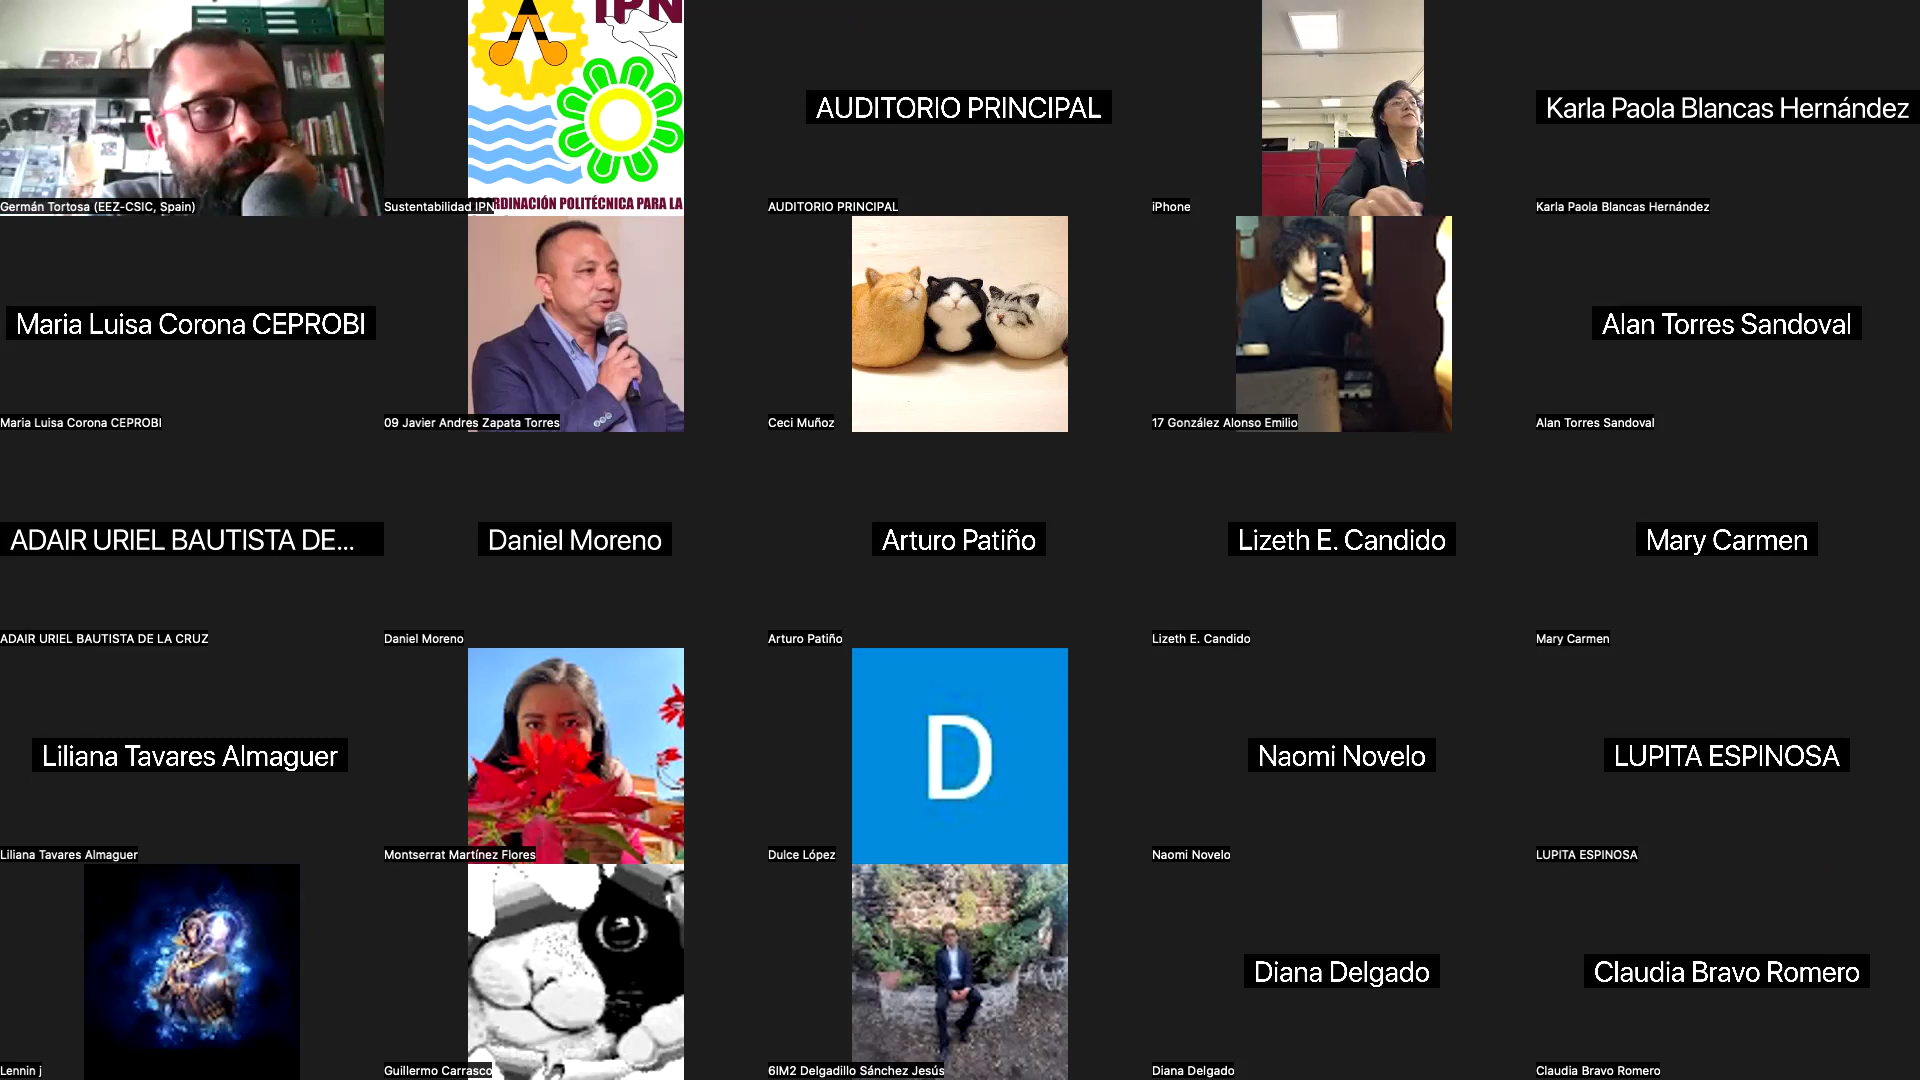 IPN
AUDITORIO PRINCIPAL
Karla Paola Blancas Hernández
RDINACIÓN POLITÉCNICA PARA LA
Germán Tortosa (EEZ-CSIC, Spain)
Sustentabilidad IPN
AUDITORIO PRINCIPAL
iPhone
Karla Paola Blancas Hernández
Maria Luisa Corona CEPROBI
Alan Torres Sandoval
Maria Luisa Corona CEPROBI
09 Javier Andres Zapata Torres
Ceci Muñoz
17 González Alonso Emilio
Alan Torres Sandoval
ADAIR URIEL BAUTISTA DE...
Daniel Moreno
Arturo Patiño
Lizeth E. Candido
Mary Carmen
ADAIR URIEL BAUTISTA DE LA CRUZ
Daniel Moreno
Arturo Patiño
Lizeth E. Candido
Mary Carmen
Liliana Tavares Almaguer
D
Naomi Novelo
LUPITA ESPINOSA
Liliana Tavares Almaguer
Montserrat Martínez Flores
Dulce López
Naomi Novelo
LUPITA ESPINOSA
Diana Delgado
Claudia Bravo Romero
Lennin j
Guillermo Carrasco
6IM2 Delgadillo Sánchez Jesús
Diana Delgado
Claudia Bravo Romero